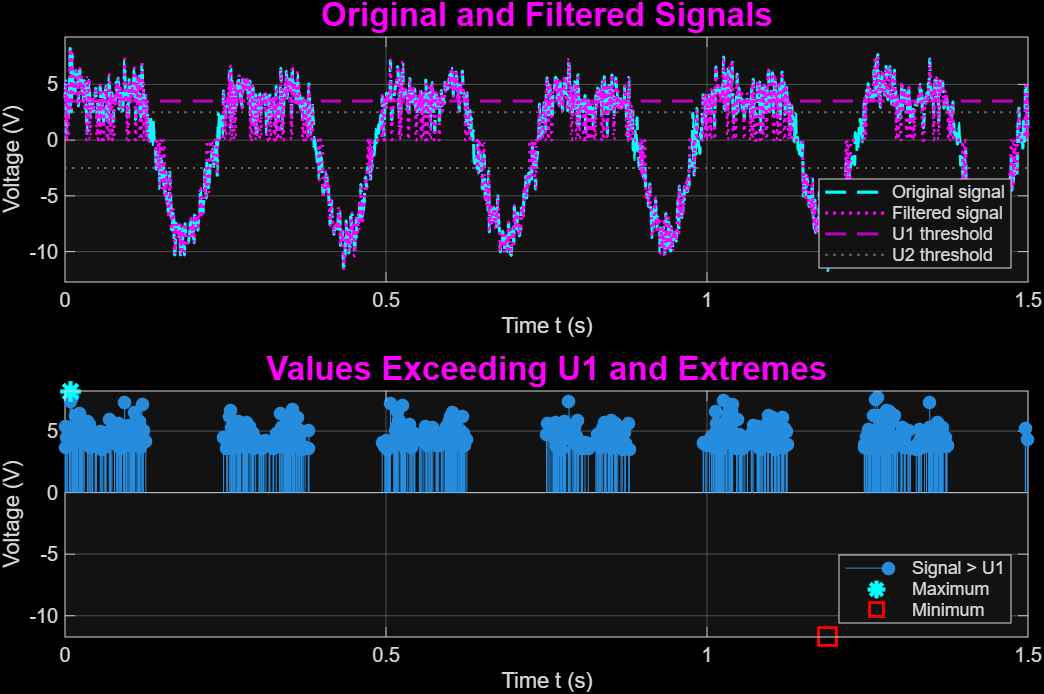 Original and Filtered Signals
Voltage (V)
5
0
-5
-10
Original signal
Filtered signal
U1 threshold
U2 threshold
0
0.5
1
1.5
Time t (s)
Values Exceeding U1 and Extremes
Voltage (V)
5
0
-5
-10
Signal > U1
Maximum
Minimum
0
0.5
1
1.5
Time t (s)